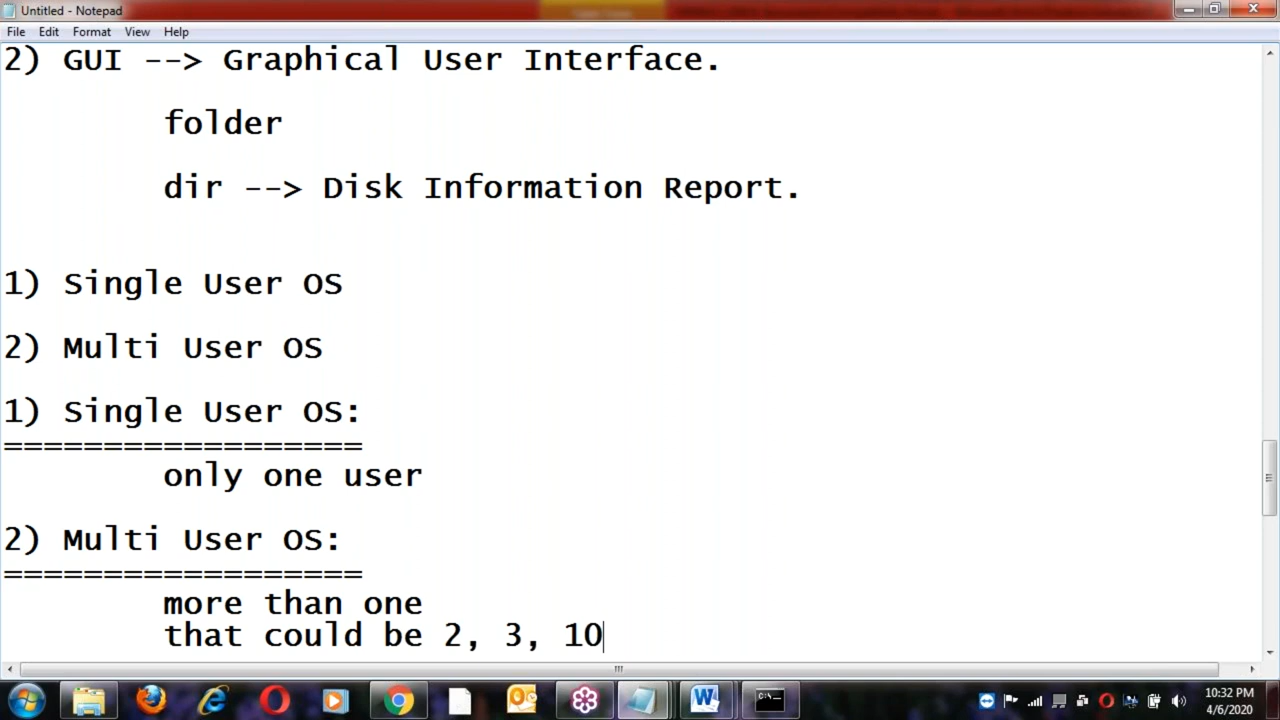 Untitled - Notepad
File Edit Format View Help
2) GUI --> Graphical User Interface.
folder
dir --> Disk Information Report.
1) Single User OS
2) Multi User OS
1) Single User OS:
==================
only one user
2) Multi User OS:
==================
more than one
that could be 2, 3, 10
10:32 PM
4/6/2020